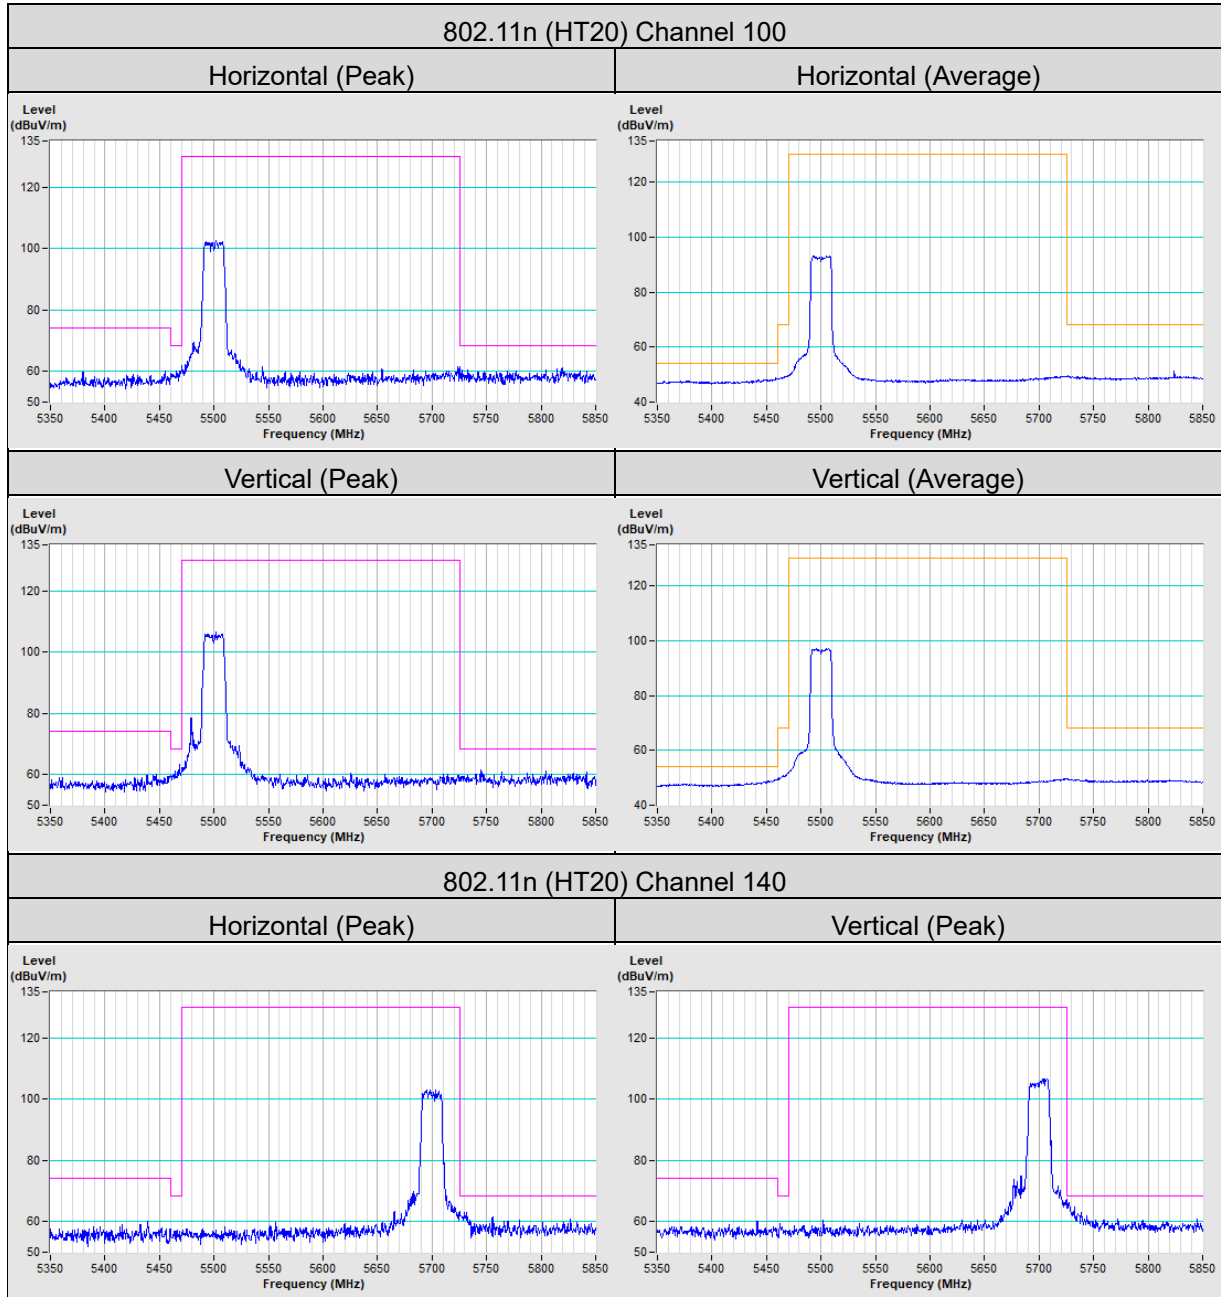 802.11n (HT20) Channel 100
Horizontal (Peak)
Horizontal (Average)
Level
(dBuV/m)
135
120
100
80
60
50
5350 5400 5450 5500 5550 5600 5650 5700 5750 5800 5850
Frequency (MHz)
Level
(dBuV/m)
135
120
100
80
60
40
5350 5400 5450 5500 5550 5600 5650 5700 5750 5800 5850
Frequency (MHz)
Vertical (Peak)
Vertical (Average)
Level
(dBuV/m)
135
120
100
80
60
50
5350 5400 5450 5500 5550 5600 5650 5700 5750 5800 5850
Frequency (MHz)
Level
(dBuV/m)
135
120
100
80
60
40
5350 5400 5450 5500 5550 5600 5650 5700 5750 5800 5850
Frequency (MHz)
802.11n (HT20) Channel 140
Horizontal (Peak)
Vertical (Peak)
Level
(dBuV/m)
135
120
100
80
60
50
5350 5400 5450 5500 5550 5600 5650 5700 5750 5800 5850
Frequency (MHz)
Level
(dBuV/m)
135
120
100
80
60
50
5350 5400 5450 5500 5550 5600 5650 5700 5750 5800 5850
Frequency (MHz)